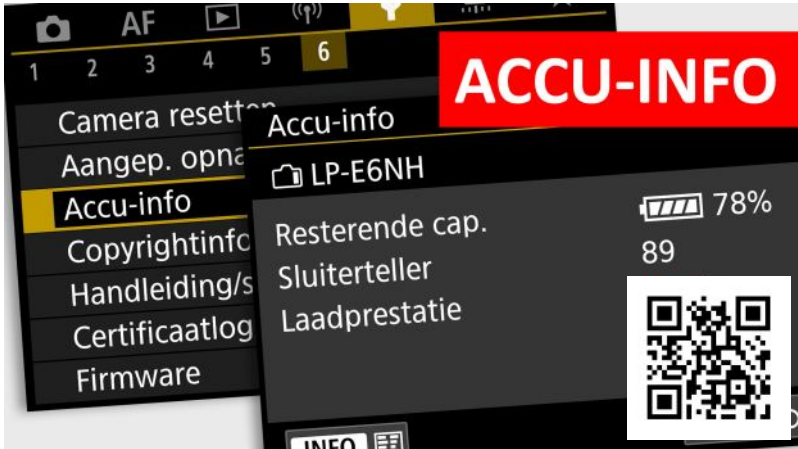 AF
1 2 3 4 5 6
ACCU-INFO
Camera resetten
Aangep. opna
Accu-info
Copyrightinfo
Handleiding/s
Certificaatlog
Firmware
Accu-info
LP-E6NH
Resterende cap. 78%
Sluiterteller 89
Laadprestatie
INFO